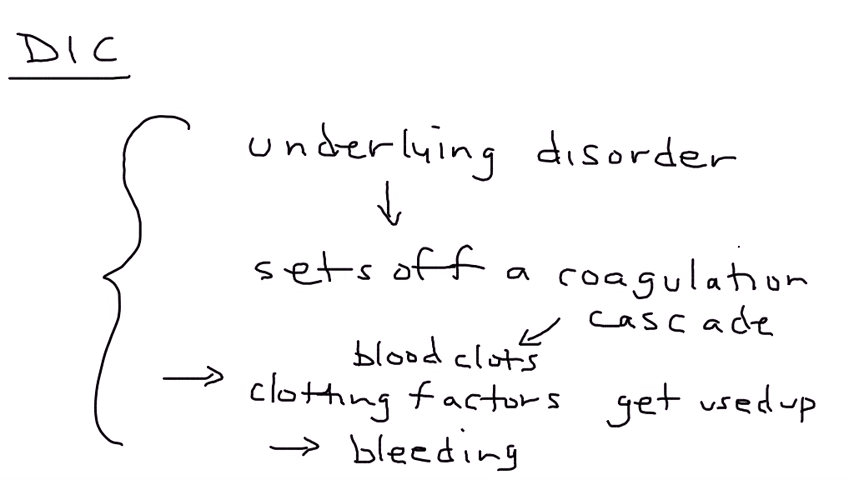 DIC
underlying disorder
↓
sets off a coagulation
cascade
↙
blood clots
→ clotting factors get used up
→ bleeding